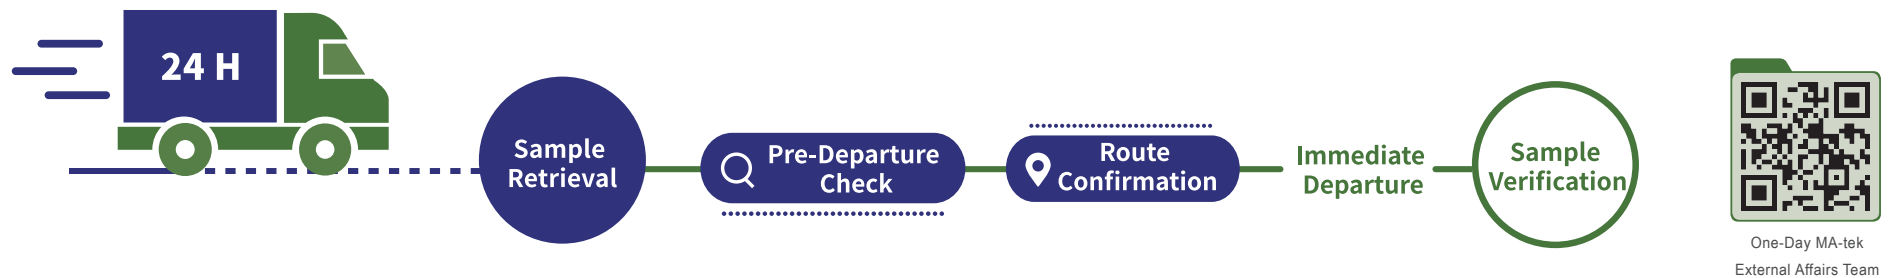 24 H
Sample
Retrieval
Pre-Departure
Check
Route
Confirmation
Immediate
Departure
Sample
Verification
One-Day MA-tek
External Affairs Team